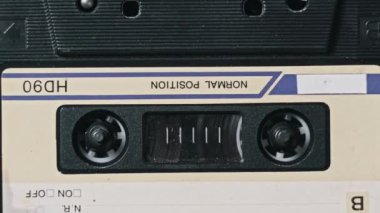 B
N.R.
□ON □OFF
NORMAL POSITION
HD90